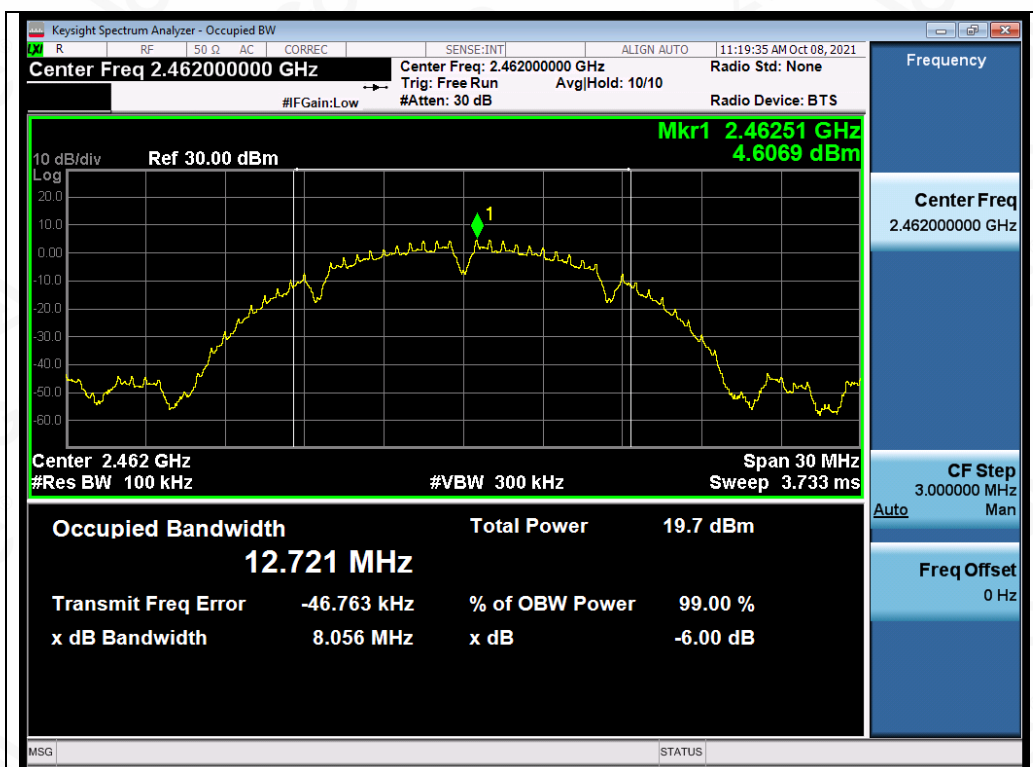 Keysight Spectrum Analyzer - Occupied BW
LXI R RF 50 Ω AC CORREC SENSE:INT ALIGN AUTO 11:19:35 AM Oct 08, 2021
Center Freq 2.462000000 GHz
Center Freq: 2.462000000 GHz
Radio Std: None
Trig: Free Run Avg|Hold: 10/10
#IFGain:Low #Atten: 30 dB Radio Device: BTS
Mkr1 2.46251 GHz
4.6069 dBm
10 dB/div Ref 30.00 dBm
Log
20.0
10.0
0.00
-10.0
-20.0
-30.0
-40.0
-50.0
-60.0
1
Center 2.462 GHz Span 30 MHz
#Res BW 100 kHz #VBW 300 kHz Sweep 3.733 ms
Occupied Bandwidth Total Power 19.7 dBm
12.721 MHz
Transmit Freq Error -46.763 kHz % of OBW Power 99.00 %
x dB Bandwidth 8.056 MHz x dB -6.00 dB
Frequency
Center Freq
2.462000000 GHz
CF Step
3.000000 MHz
Auto Man
Freq Offset
0 Hz
MSG STATUS